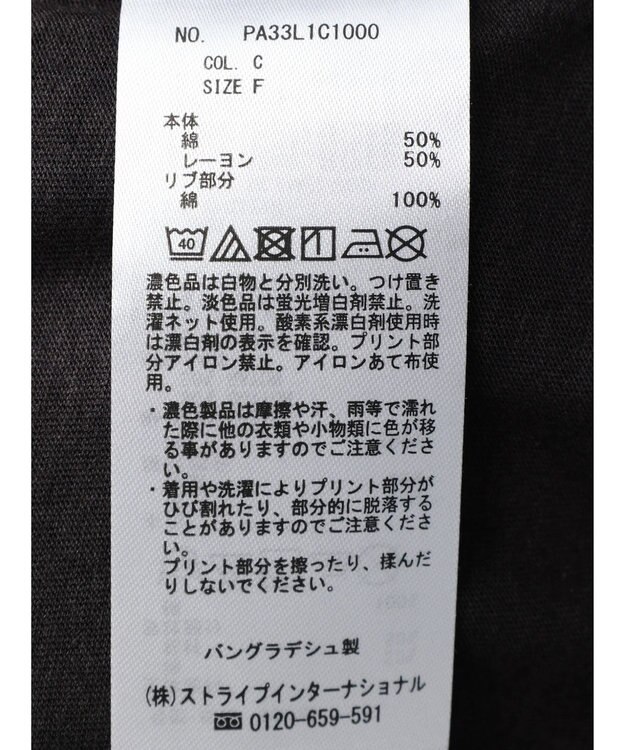 NO. PA33L1C1000
COL. C
SIZE F
本体
綿 50%
レーヨン 50%
リブ部分
綿 100%
40
濃色品は白物と分別洗い。つけ置き
禁止。淡色品は蛍光増白剤禁止。洗
濯ネット使用。酸素系漂白剤使用時
は漂白剤の表示を確認。プリント部
分アイロン禁止。アイロンあて布使
用。
・濃色製品は摩擦や汗、雨等で濡れ
た際に他の衣類や小物類に色が移
る事がありますのでご注意くださ
い。
・着用や洗濯によりプリント部分が
ひび割れたり、部分的に脱落する
ことがありますのでご注意くださ
い。
プリント部分を擦ったり、揉んだ
りしないでください。
バングラデシュ製
(株)ストライプインターナショナル
0120-659-591